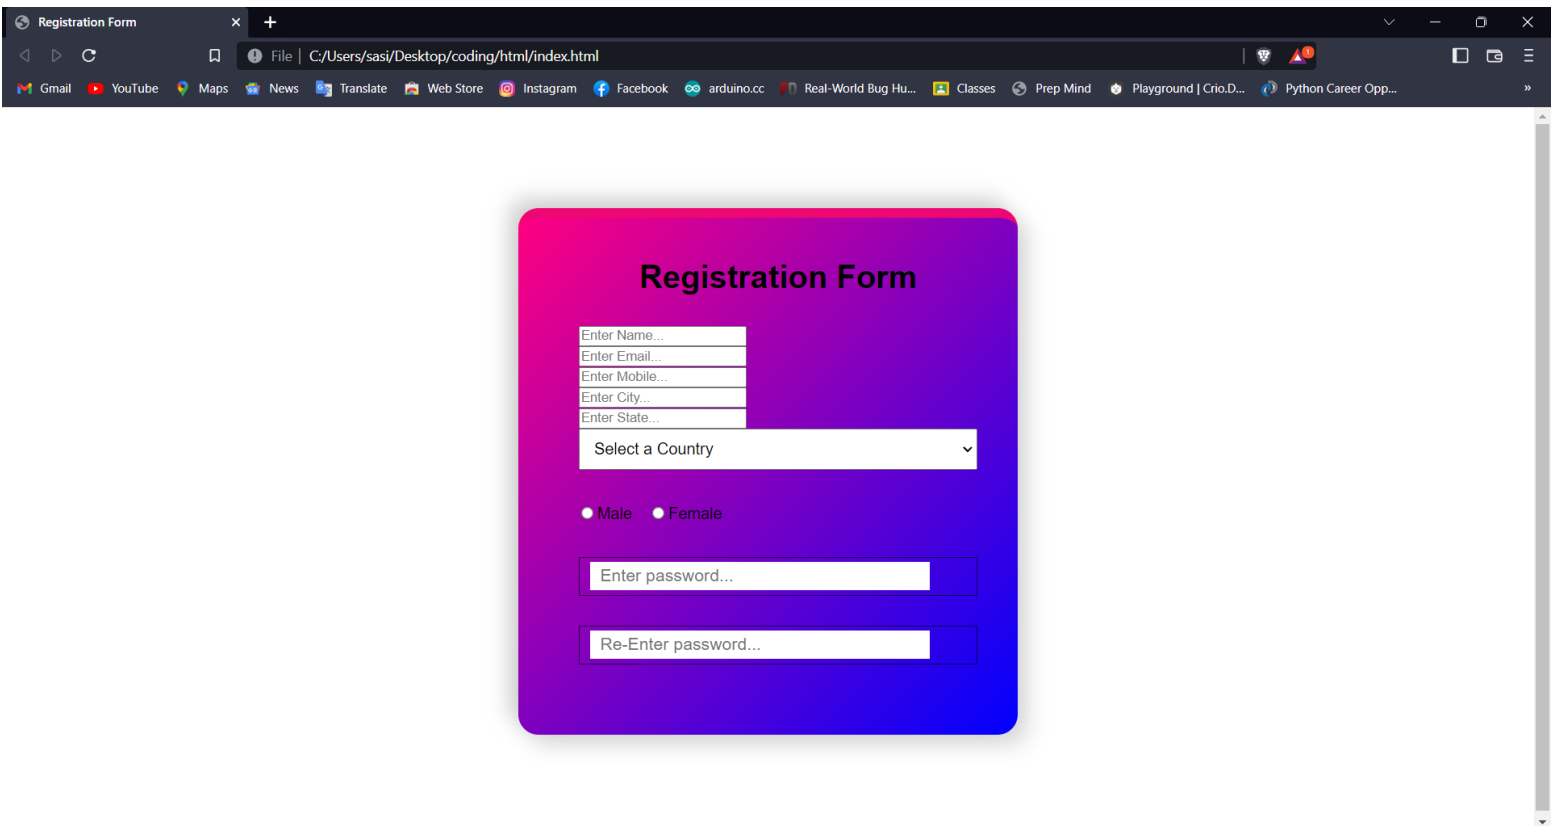 Registration Form
File | C:/Users/sasi/Desktop/coding/html/index.html
1
Gmail YouTube Maps News Translate Web Store Instagram Facebook arduino.cc Real-World Bug Hu... Classes Prep Mind Playground | Crio.D... Python Career Opp... »
Registration Form
Enter Name...
Enter Email...
Enter Mobile...
Enter City...
Enter State...
Select a Country
Male Female
Enter password...
Re-Enter password...